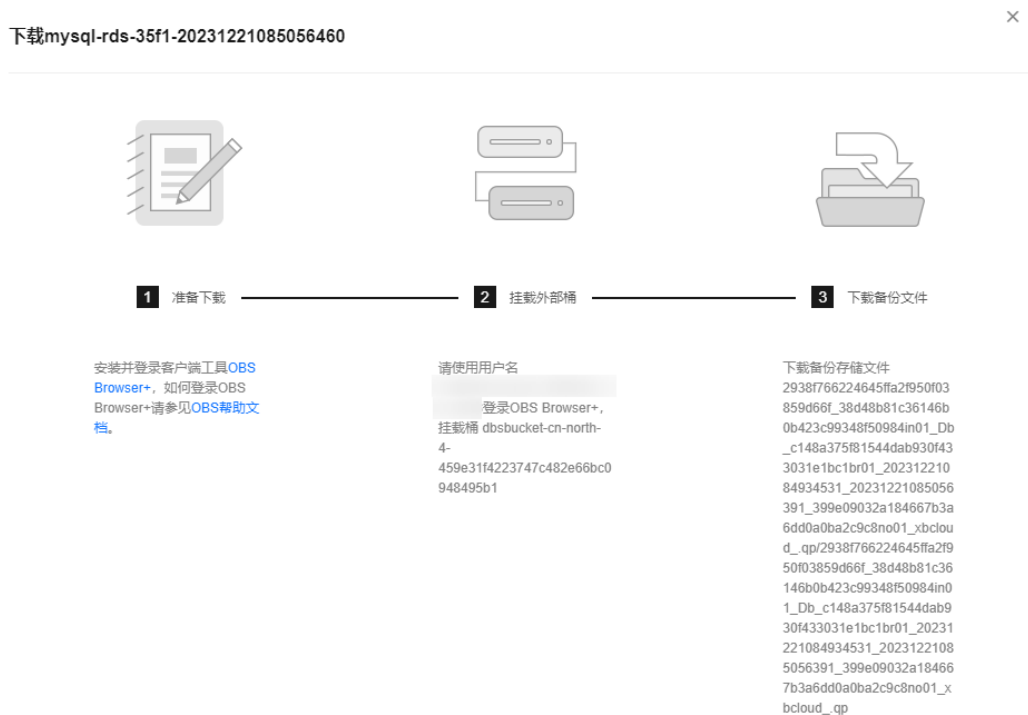 下载mysql-rds-35f1-20231221085056460
1 准备下载
2 挂载外部桶
3 下载备份文件
安装并登录客户端工具OBS
Browser+，如何登录OBS
Browser+请参见OBS帮助文
档。
请使用用户名
登录OBS Browser+，
挂载桶 dbsbucket-cn-north-
4-
459e31f4223747c482e66bc0
948495b1
下载备份存储文件
2938f766224645ffa2f950f03
859d66f_38d48b81c36146b
0b423c99348f50984in01_Db
_c148a375f81544dab930f43
3031e1bc1br01_202312210
84934531_20231221085056
391_399e09032a184667b3a
6dd0a0ba2c9c8no01_xbclou
d_.qp/2938f766224645ffa2f9
50f03859d66f_38d48b81c36
146b0b423c99348f50984in0
1_Db_c148a375f81544dab9
30f433031e1bc1br01_20231
221084934531_2023122108
5056391_399e09032a18466
7b3a6dd0a0ba2c9c8no01_x
bcloud_.qp